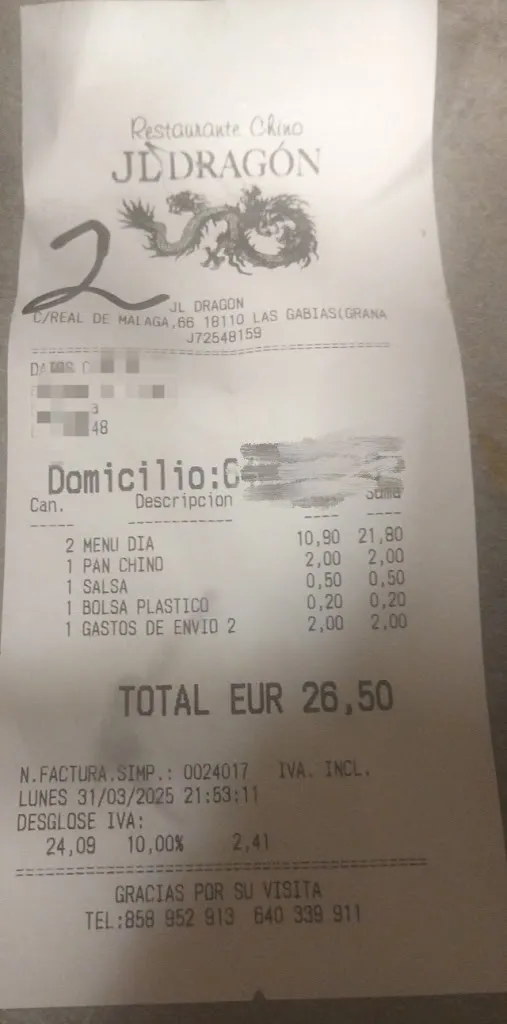 Restaurante Chino
JL DRAGÓN
2
JL DRAGON
C/REAL DE MALAGA,66 18110 LAS GABIAS(GRANA
J72548159
48
Domicilio:C
Can. Descripcion Suma
2 MENU DIA 10,90 21,80
1 PAN CHINO 2,00 2,00
1 SALSA 0,50 0,50
1 BOLSA PLASTICO 0,20 0,20
1 GASTOS DE ENVIO 2 2,00 2,00
TOTAL EUR 26,50
N.FACTURA.SIMP.: 0024017 IVA. INCL.
LUNES 31/03/2025 21:53:11
DESGLOSE IVA:
24,09 10,00% 2,41
GRACIAS POR SU VISITA
TEL:858 952 913 640 339 911